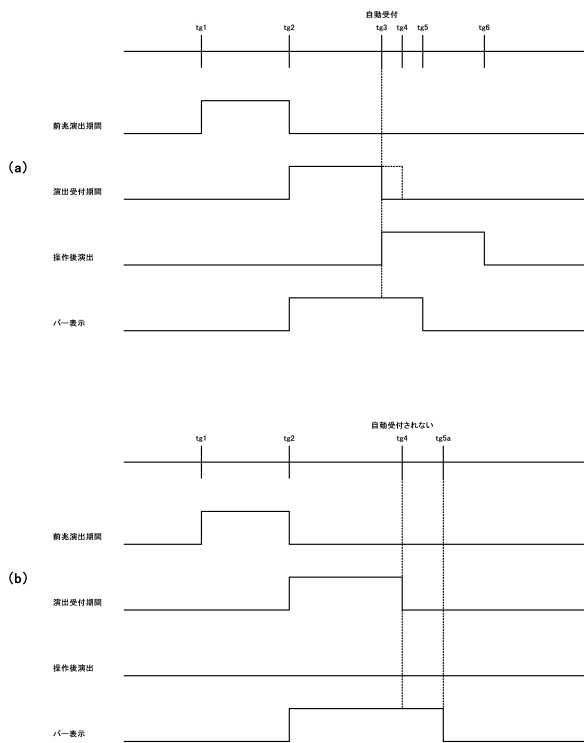 自動受付
tg1 tg2 tg3 tg4 tg5 tg6
前兆演出期間
(a)
演出受付期間
操作後演出
バー表示
自動受付されない
tg1 tg2 tg4 tg5a
前兆演出期間
(b)
演出受付期間
操作後演出
バー表示